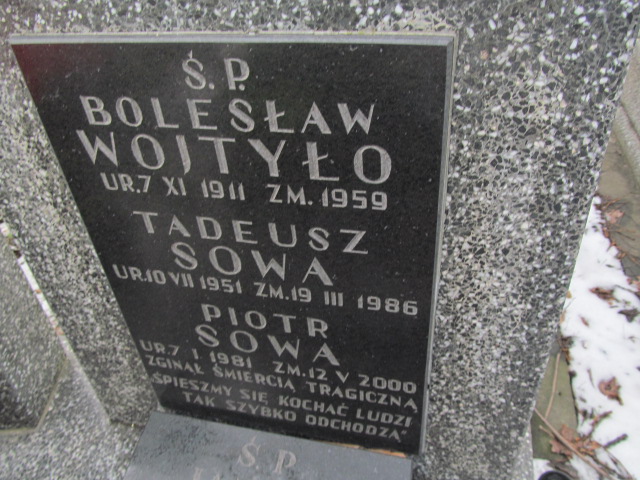 Ś.P.
BOLESŁAW
WOJTYŁO
UR.7 XI 1911 ZM.1959
TADEUSZ
SOWA
UR.10 VII 1951 ZM.19 III 1986
PIOTR
SOWA
UR.7 I 1981 ZM.12 V 2000
ZGINĄŁ ŚMIERCIĄ TRAGICZNĄ
ŚPIESZMY SIĘ KOCHAĆ LUDZI
TAK SZYBKO ODCHODZĄ"
Ś.P.